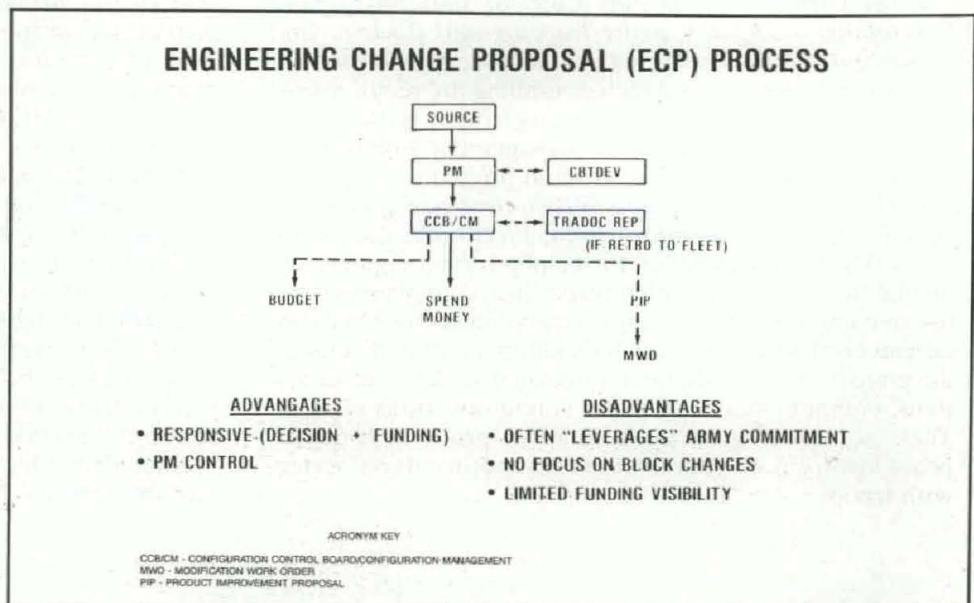 ENGINEERING CHANGE PROPOSAL (ECP) PROCESS
SOURCE
PM
CBTDEV
CCB/CM
TRADOC REP
(IF RETRO TO FLEET)
BUDGET
SPEND
MONEY
PIP
MWO
ADVANGAGES
• RESPONSIVE (DECISION - FUNDING)
• PM CONTROL
DISADVANTAGES
• OFTEN "LEVERAGES" ARMY COMMITMENT
• NO FOCUS ON BLOCK CHANGES
• LIMITED FUNDING VISIBILITY
ACRONYM KEY
CCB/CM - CONFIGURATION CONTROL BOARD/CONFIGURATION MANAGEMENT
MWO - MODIFICATION WORK ORDER
PIP - PRODUCT IMPROVEMENT PROPOSAL